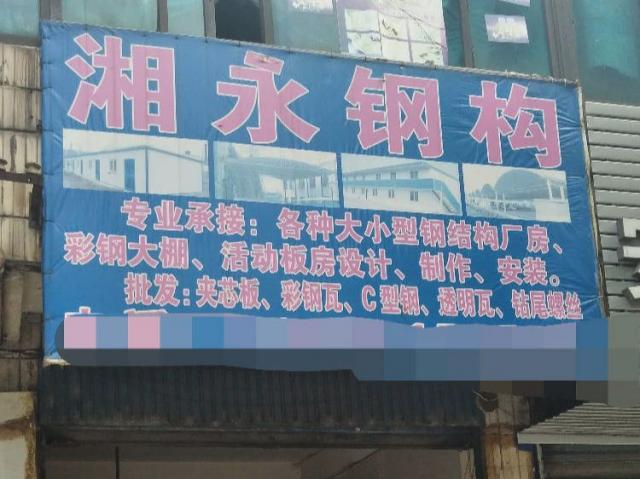 湘永钢构
专业承接：各种大小型钢结构厂房、
彩钢大棚、活动板房设计、制作、安装。
批发：夹芯板、彩钢瓦、C型钢、透明瓦、钻尾螺丝